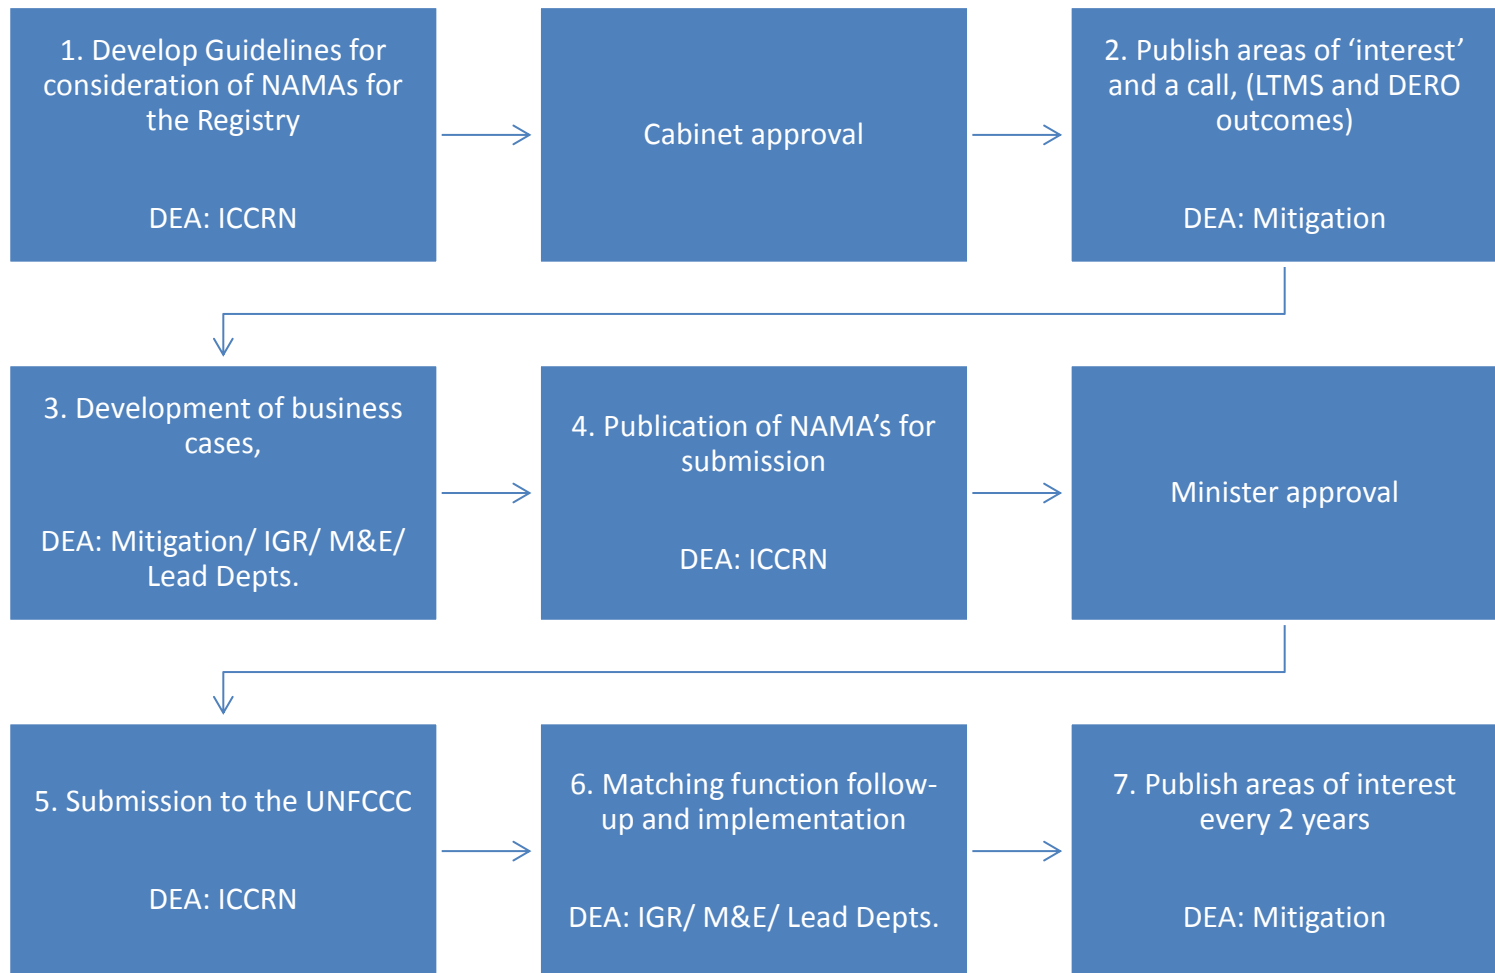 1. Develop Guidelines for
consideration of NAMAs for
the Registry
DEA: ICCRN
Cabinet approval
2. Publish areas of ‘interest’
and a call, (LTMS and DERO
outcomes)
DEA: Mitigation
3. Development of business
cases,
DEA: Mitigation/ IGR/ M&E/
Lead Depts.
4. Publication of NAMA’s for
submission
DEA: ICCRN
Minister approval
5. Submission to the UNFCCC
DEA: ICCRN
6. Matching function follow-
up and implementation
DEA: IGR/ M&E/ Lead Depts.
7. Publish areas of interest
every 2 years
DEA: Mitigation